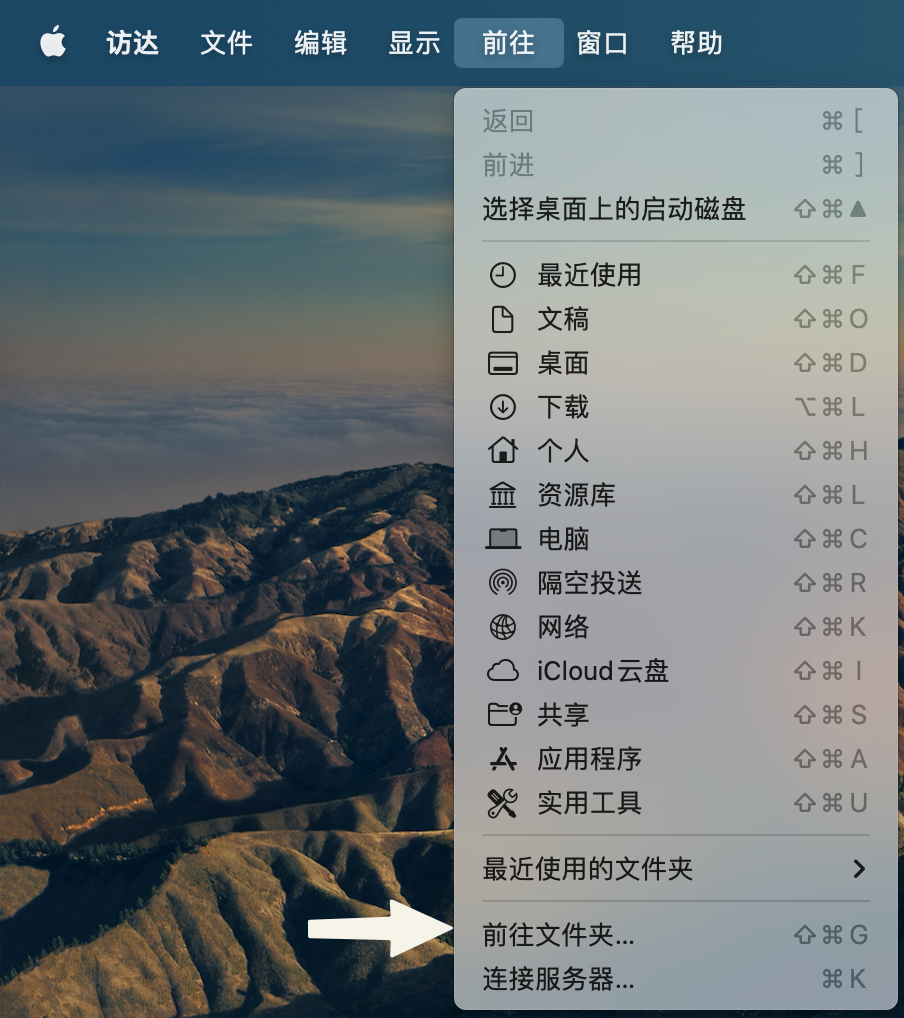 访达 文件 编辑 显示 前往 窗口 帮助
返回 ⌘ [
前进 ⌘ ]
选择桌面上的启动磁盘 ⇧⌘▲
最近使用 ⇧⌘F
文稿 ⇧⌘O
桌面 ⇧⌘D
下载 ⌥⌘L
个人 ⇧⌘H
资源库 ⇧⌘L
电脑 ⇧⌘C
隔空投送 ⇧⌘R
网络 ⇧⌘K
iCloud云盘 ⇧⌘I
共享 ⇧⌘S
应用程序 ⇧⌘A
实用工具 ⇧⌘U
最近使用的文件夹
前往文件夹... ⇧⌘G
连接服务器... ⌘K